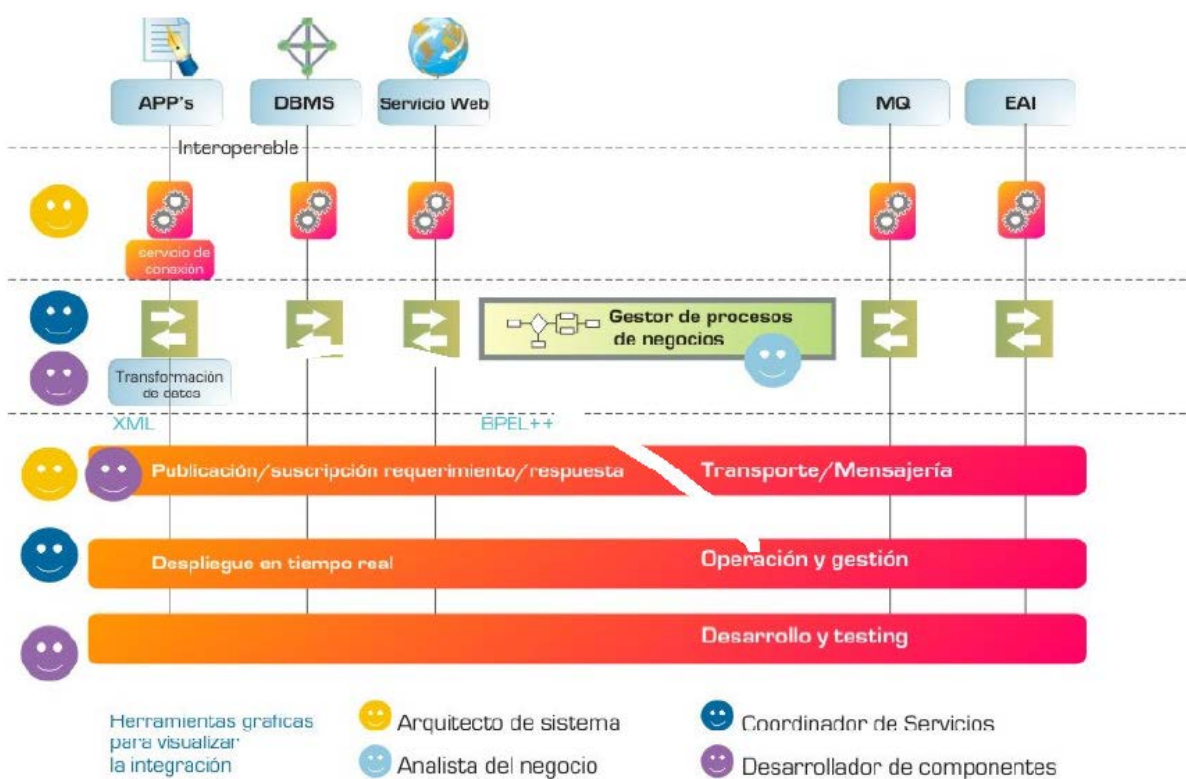 APP's
DBMS
Servicio Web
MQ
EAI
Interoperable
servicio de
conexión
Gestor de procesos
de negocios
Transformación
de datos
XML
BPEL++
Publicación/suscripción requerimiento/respuesta
Transporte/Mensajería
Despliegue en tiempo real
Operación y gestión
Desarrollo y testing
Herramientas graficas
para visualizar
la integración
Arquitecto de sistema
Analista del negocio
Coordinador de Servicios
Desarrollador de componentes